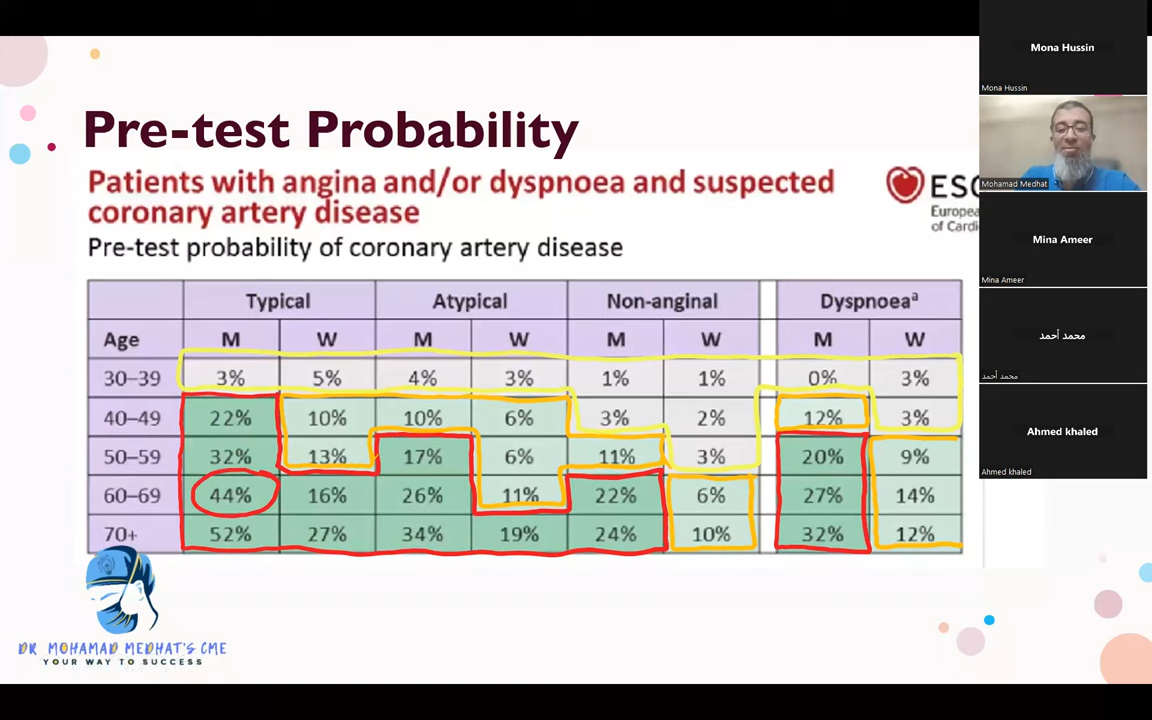 Pre-test Probability
Patients with angina and/or dyspnoea and suspected
coronary artery disease
Pre-test probability of coronary artery disease
ESC
European
of Cardi
Typical Atypical Non-anginal Dyspnoeaª
Age M W M W M W M W
30–39 3% 5% 4% 3% 1% 1% 0% 3%
40–49 22% 10% 10% 6% 3% 2% 12% 3%
50–59 32% 13% 17% 6% 11% 3% 20% 9%
60–69 44% 16% 26% 11% 22% 6% 27% 14%
70+ 52% 27% 34% 19% 24% 10% 32% 12%
DR MOHAMAD MEDHAT'S CME
YOUR WAY TO SUCCESS
Mona Hussin
Mona Hussin
Mohamad Medhat
Mina Ameer
Mina Ameer
محمد أحمد
محمد أحمد
Ahmed khaled
Ahmed khaled